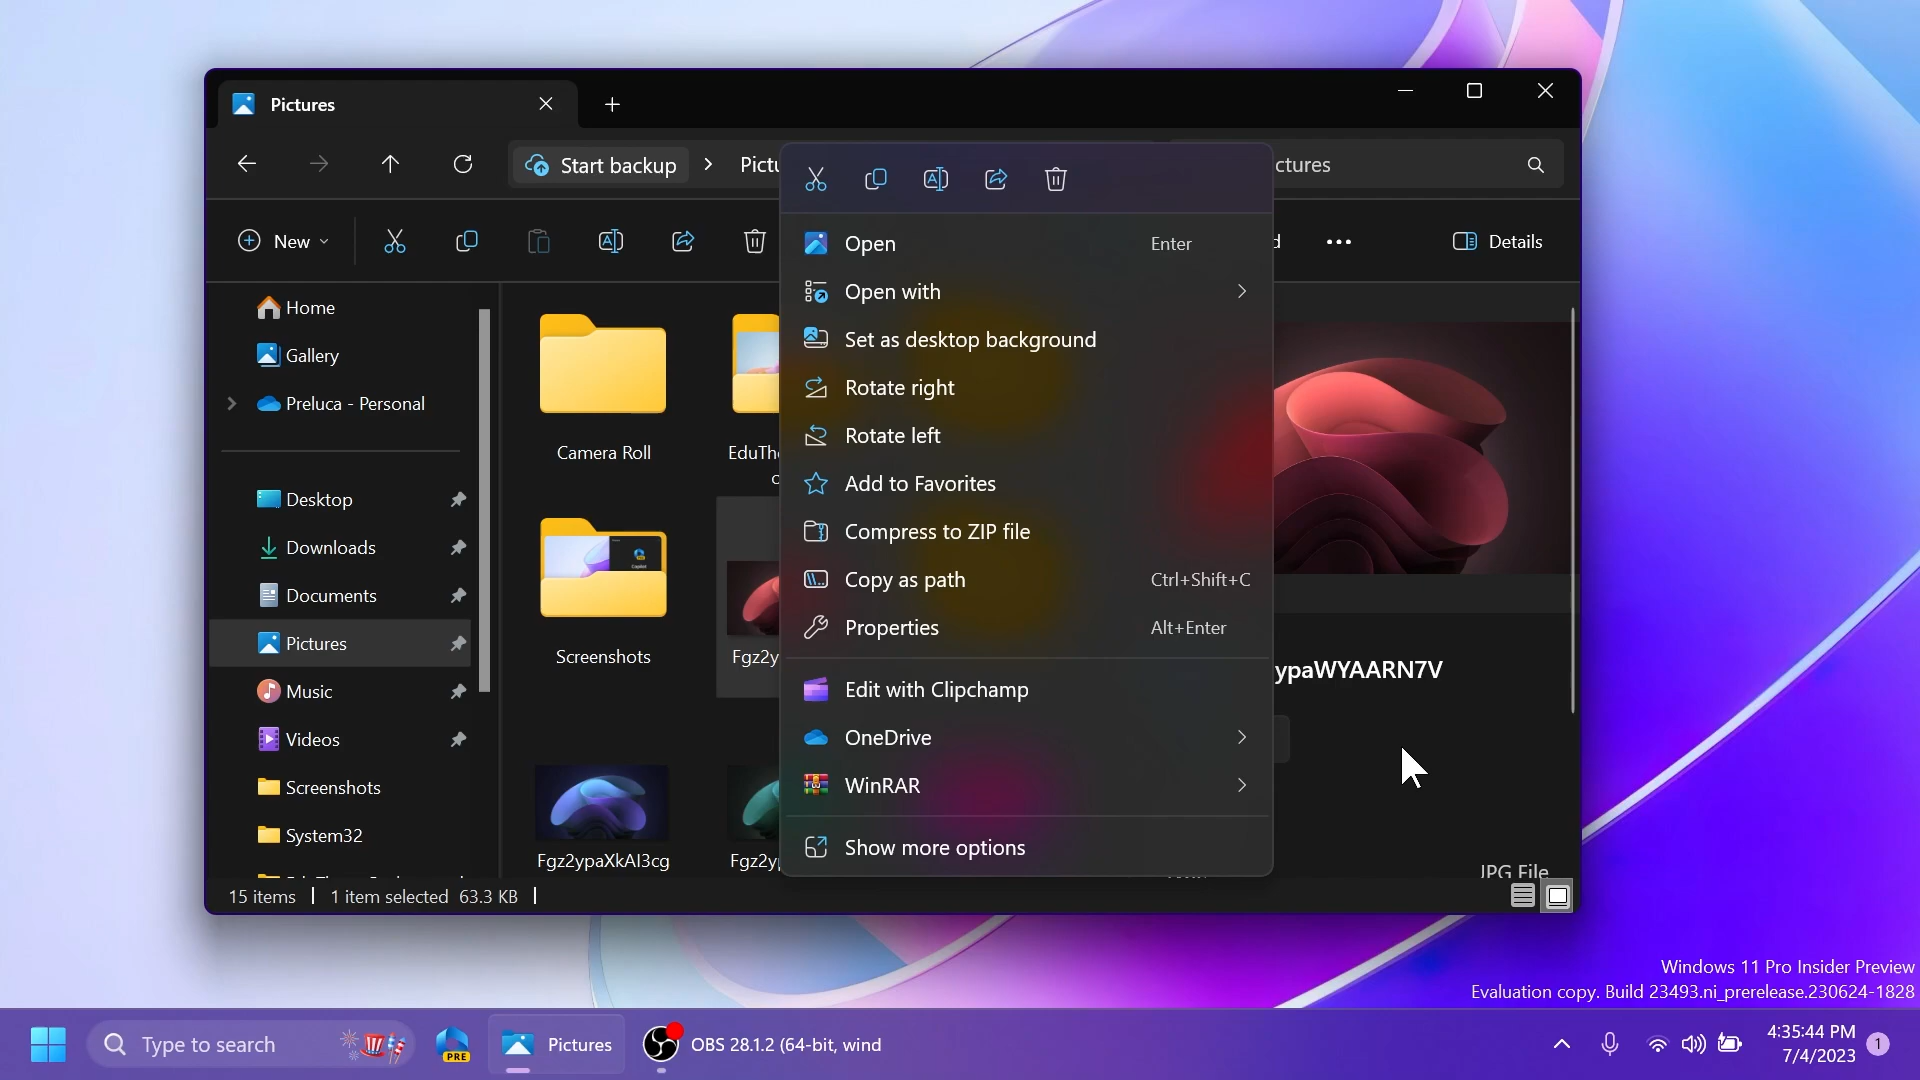 Pictures
Start backup
Pictu
ctures
New
d
Details
Home
Gallery
Preluca - Personal
Desktop
Downloads
Documents
Pictures
Music
Videos
Screenshots
System32
Camera Roll
EduThe
Screenshots
Fgz2y
Fgz2ypaXkAI3cg
Fgz2yp
Open Enter
Open with
Set as desktop background
Rotate right
Rotate left
Add to Favorites
Compress to ZIP file
Copy as path Ctrl+Shift+C
Properties Alt+Enter
Edit with Clipchamp
OneDrive
WinRAR
Show more options
ypaWYAARN7V
JPG File
15 items 1 item selected 63.3 KB
Windows 11 Pro Insider Preview
Evaluation copy. Build 23493.ni_prerelease.230624-1828
Type to search
PRE
Pictures
OBS 28.1.2 (64-bit, wind
4:35:44 PM
7/4/2023
1